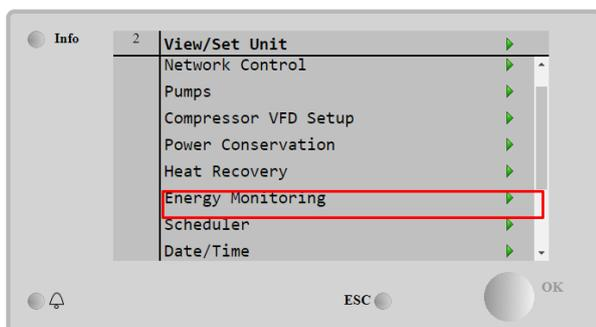 Info
2
View/Set Unit
Network Control
Pumps
Compressor VFD Setup
Power Conservation
Heat Recovery
Energy Monitoring
Scheduler
Date/Time
ESC
OK